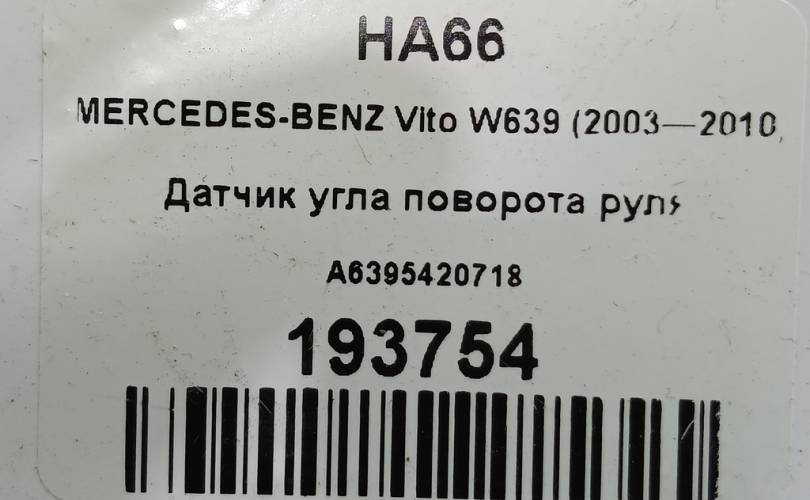 HA66
MERCEDES-BENZ Vito W639 (2003—2010)
Датчик угла поворота руля
A6395420718
193754